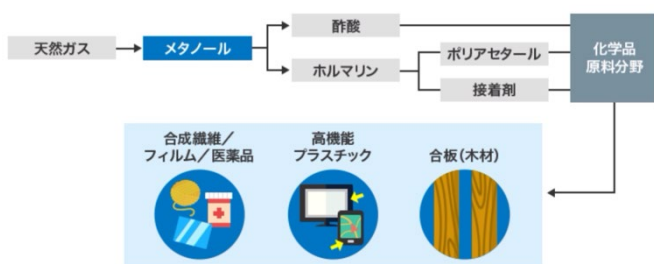 酢酸
天然ガス
メタノール
ホルマリン
ポリアセタール
接着剤
化学品
原料分野
合成繊維／
フィルム／医薬品
高機能
プラスチック
合板（木材）